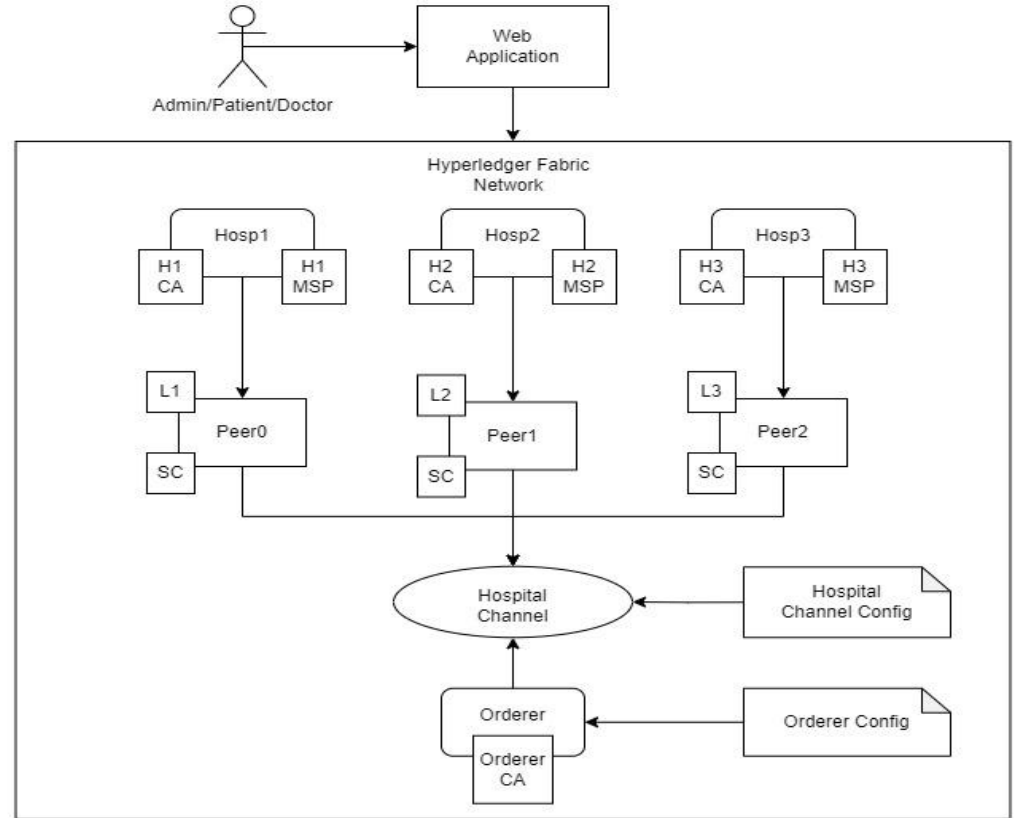 Web
Application
Admin/Patient/Doctor
Hyperledger Fabric
Network
Hosp1
H1
CA
H1
MSP
Hosp2
H2
CA
H2
MSP
Hosp3
H3
CA
H3
MSP
L1
Peer0
SC
L2
Peer1
SC
L3
Peer2
SC
Hospital
Channel
Hospital
Channel Config
Orderer
Orderer
CA
Orderer Config